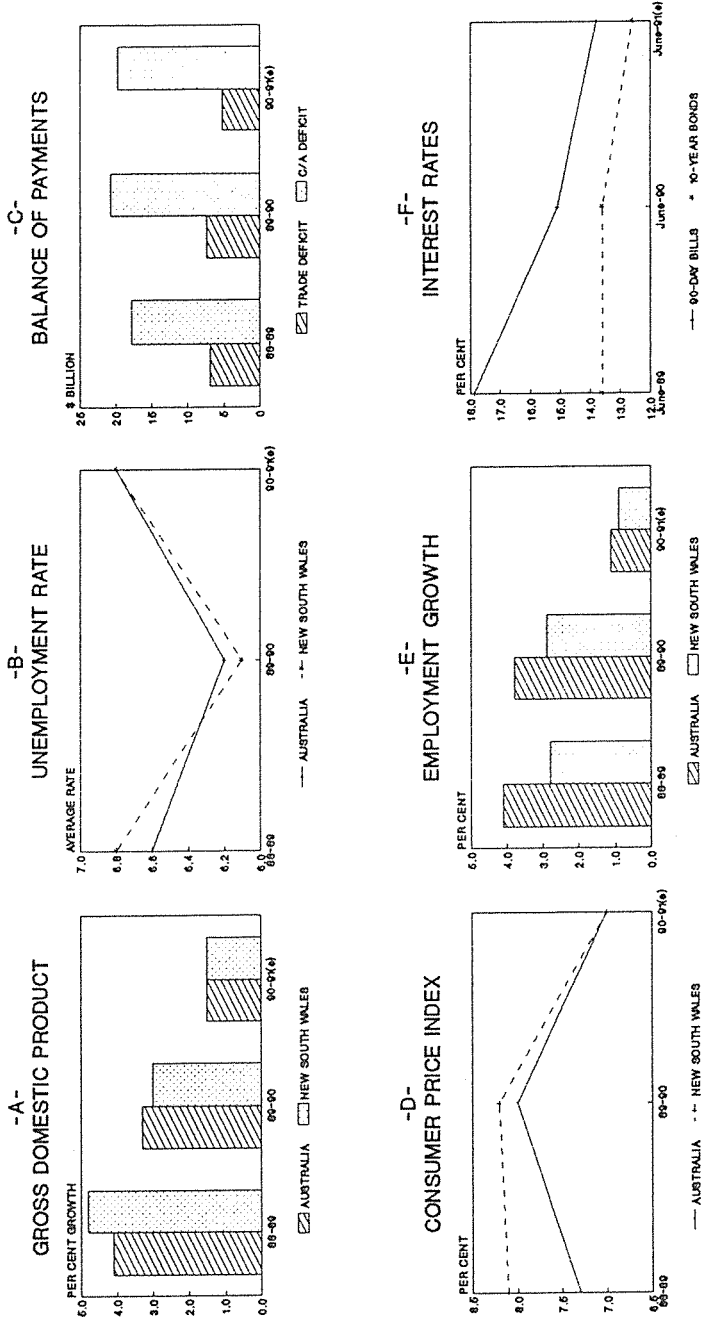 -A-
GROSS DOMESTIC PRODUCT
PER CENT GROWTH
5.0
4.0
3.0
2.0
1.0
0.0
88-89
89-90
90-91(e)
AUSTRALIA NEW SOUTH WALES
-B-
UNEMPLOYMENT RATE
AVERAGE RATE
7.0
6.8
6.6
6.4
6.2
6.0
88-89
89-90
90-91(e)
AUSTRALIA NEW SOUTH WALES
-C-
BALANCE OF PAYMENTS
$ BILLION
25
20
15
10
5
0
88-89
89-90
90-91(e)
TRADE DEFICIT C/A DEFICIT
-D-
CONSUMER PRICE INDEX
PER CENT
8.5
8.0
7.5
7.0
6.5
88-89
89-90
90-91(e)
AUSTRALIA NEW SOUTH WALES
-E-
EMPLOYMENT GROWTH
PER CENT
5.0
4.0
3.0
2.0
1.0
0.0
88-89
89-90
90-91(e)
AUSTRALIA NEW SOUTH WALES
-F-
INTEREST RATES
PER CENT
18.0
17.0
16.0
15.0
14.0
13.0
12.0
June-89
June-90
June-91(e)
90-DAY BILLS * 10-YEAR BONDS